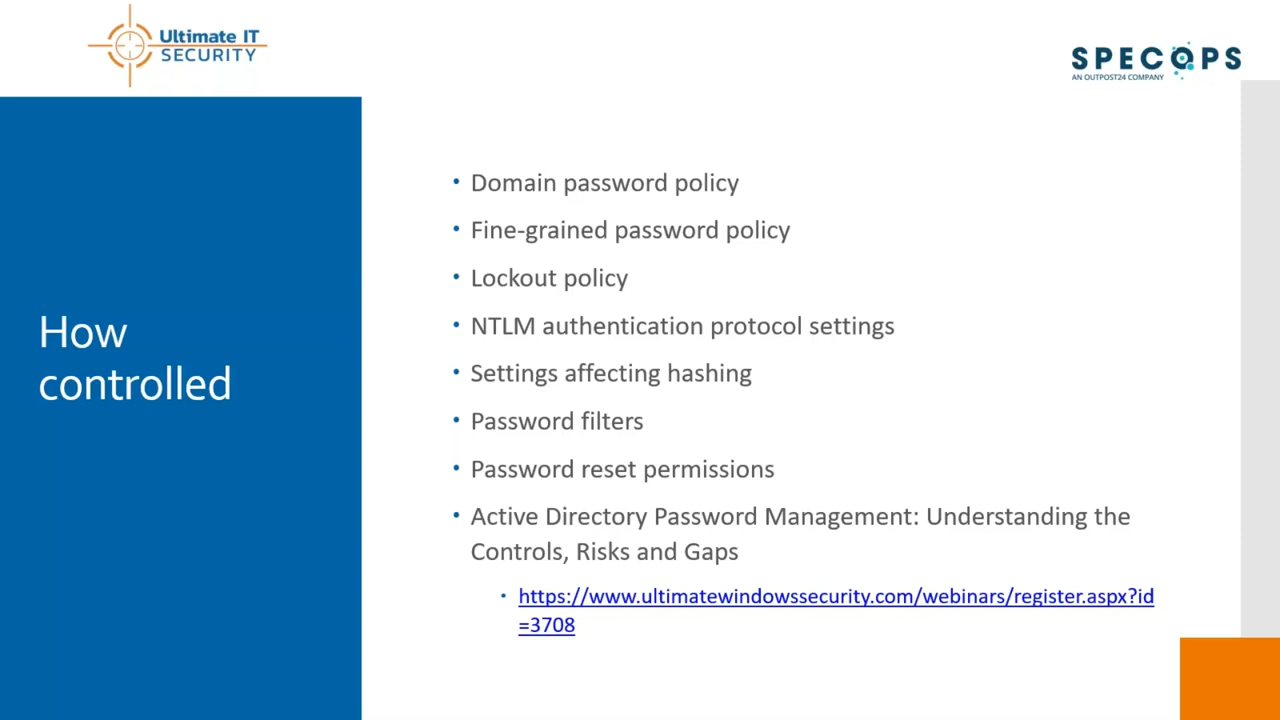 Ultimate IT
SECURITY
SPECOPS
AN OUTPOST24 COMPANY
How
controlled
• Domain password policy
• Fine-grained password policy
• Lockout policy
• NTLM authentication protocol settings
• Settings affecting hashing
• Password filters
• Password reset permissions
• Active Directory Password Management: Understanding the
Controls, Risks and Gaps
• https://www.ultimatewindowssecurity.com/webinars/register.aspx?id
=3708